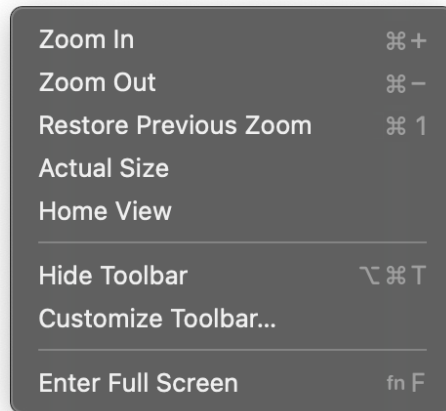 Zoom In ⌘+
Zoom Out ⌘−
Restore Previous Zoom ⌘ 1
Actual Size
Home View
Hide Toolbar ⌥⌘T
Customize Toolbar...
Enter Full Screen fn F